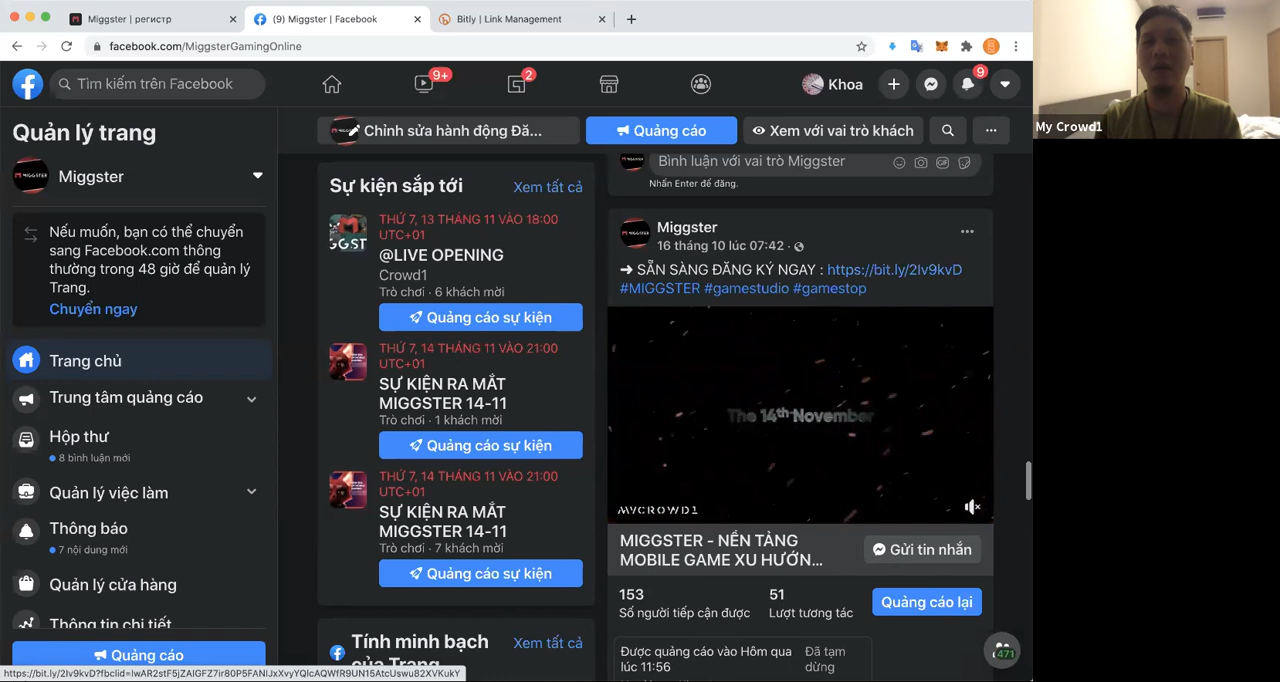 Miggster | регистр
(9) Miggster | Facebook
Bitly | Link Management
facebook.com/MiggsterGamingOnline
My Crowd1
Tìm kiếm trên Facebook
9+
2
Khoa
9
Quản lý trang
Miggster
Nếu muốn, bạn có thể chuyển
sang Facebook.com thông
thường trong 48 giờ để quản lý
Trang.
Chuyển ngay
Trang chủ
Trung tâm quảng cáo
Hộp thư
8 bình luận mới
Quản lý việc làm
Thông báo
7 nội dung mới
Quản lý cửa hàng
Thông tin chi tiết
Quảng cáo
https://bit.ly/2Iv9kvD?fbclid=IwAR2stF5jZAIGFZ7ir80P5FANIJxXvyYQIcAQWfR9UN15AtcUswu82XVKukY
Chỉnh sửa hành động Đă...
Quảng cáo
Xem với vai trò khách
Sự kiện sắp tới
Xem tất cả
THỨ 7, 13 THÁNG 11 VÀO 18:00
UTC+01
@LIVE OPENING
Crowd1
Trò chơi · 6 khách mời
Quảng cáo sự kiện
THỨ 7, 14 THÁNG 11 VÀO 21:00
UTC+01
SỰ KIỆN RA MẮT
MIGGSTER 14-11
Trò chơi · 1 khách mời
Quảng cáo sự kiện
THỨ 7, 14 THÁNG 11 VÀO 21:00
UTC+01
SỰ KIỆN RA MẮT
MIGGSTER 14-11
Trò chơi · 7 khách mời
Quảng cáo sự kiện
Tính minh bạch
của Trang
Xem tất cả
Bình luận với vai trò Miggster
Nhấn Enter để đăng.
Miggster
16 tháng 10 lúc 07:42
➜ SẴN SÀNG ĐĂNG KÝ NGAY : https://bit.ly/2Iv9kvD
#MIGGSTER #gamestudio #gamestop
The 14th November
MYCROWD1
MIGGSTER - NỀN TẢNG
MOBILE GAME XU HƯỚN...
Gửi tin nhắn
153
Số người tiếp cận được
51
Lượt tương tác
Quảng cáo lại
Được quảng cáo vào Hôm qua
lúc 11:56
Đã tạm
dừng
471